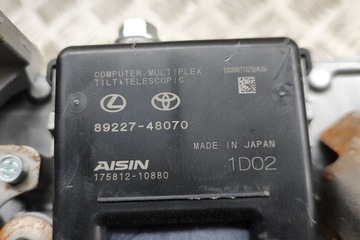 COMPUTER, MULTIPLEX
TILT&TELESCOPIC
89227-48070
MADE IN JAPAN
AISIN
175812-10880
1D02